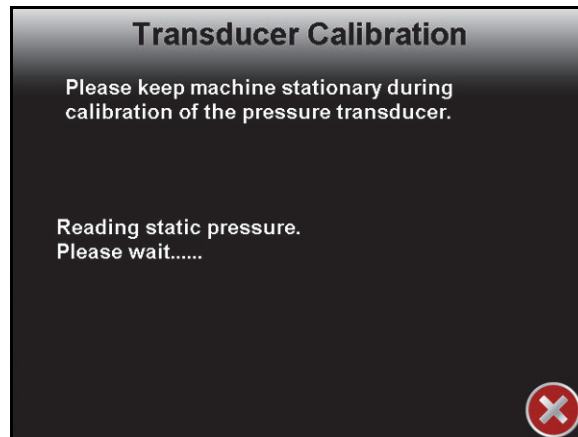 Transducer Calibration
Please keep machine stationary during
calibration of the pressure transducer.
Reading static pressure.
Please wait......